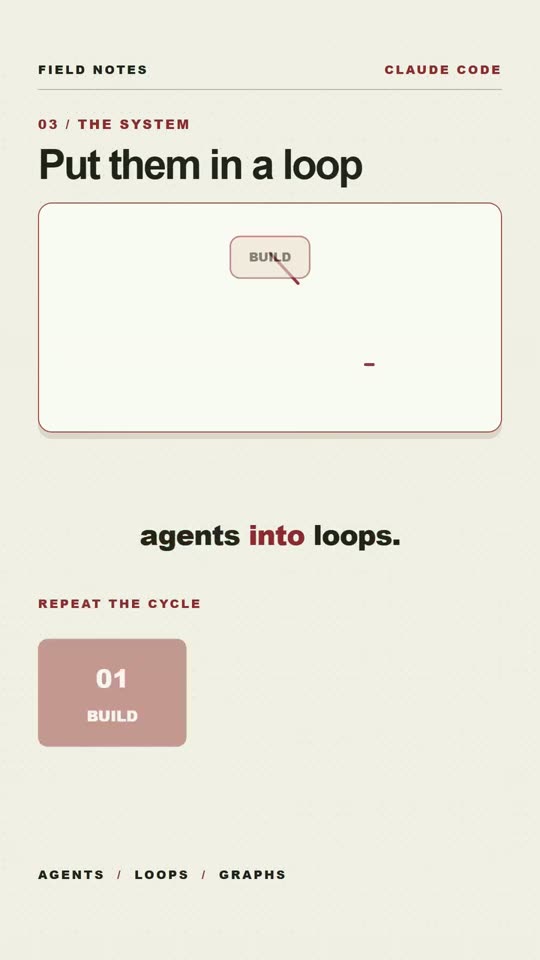 FIELD NOTES
CLAUDE CODE
03 / THE SYSTEM
Put them in a loop
BUILD
agents into loops.
REPEAT THE CYCLE
01
BUILD
AGENTS / LOOPS / GRAPHS